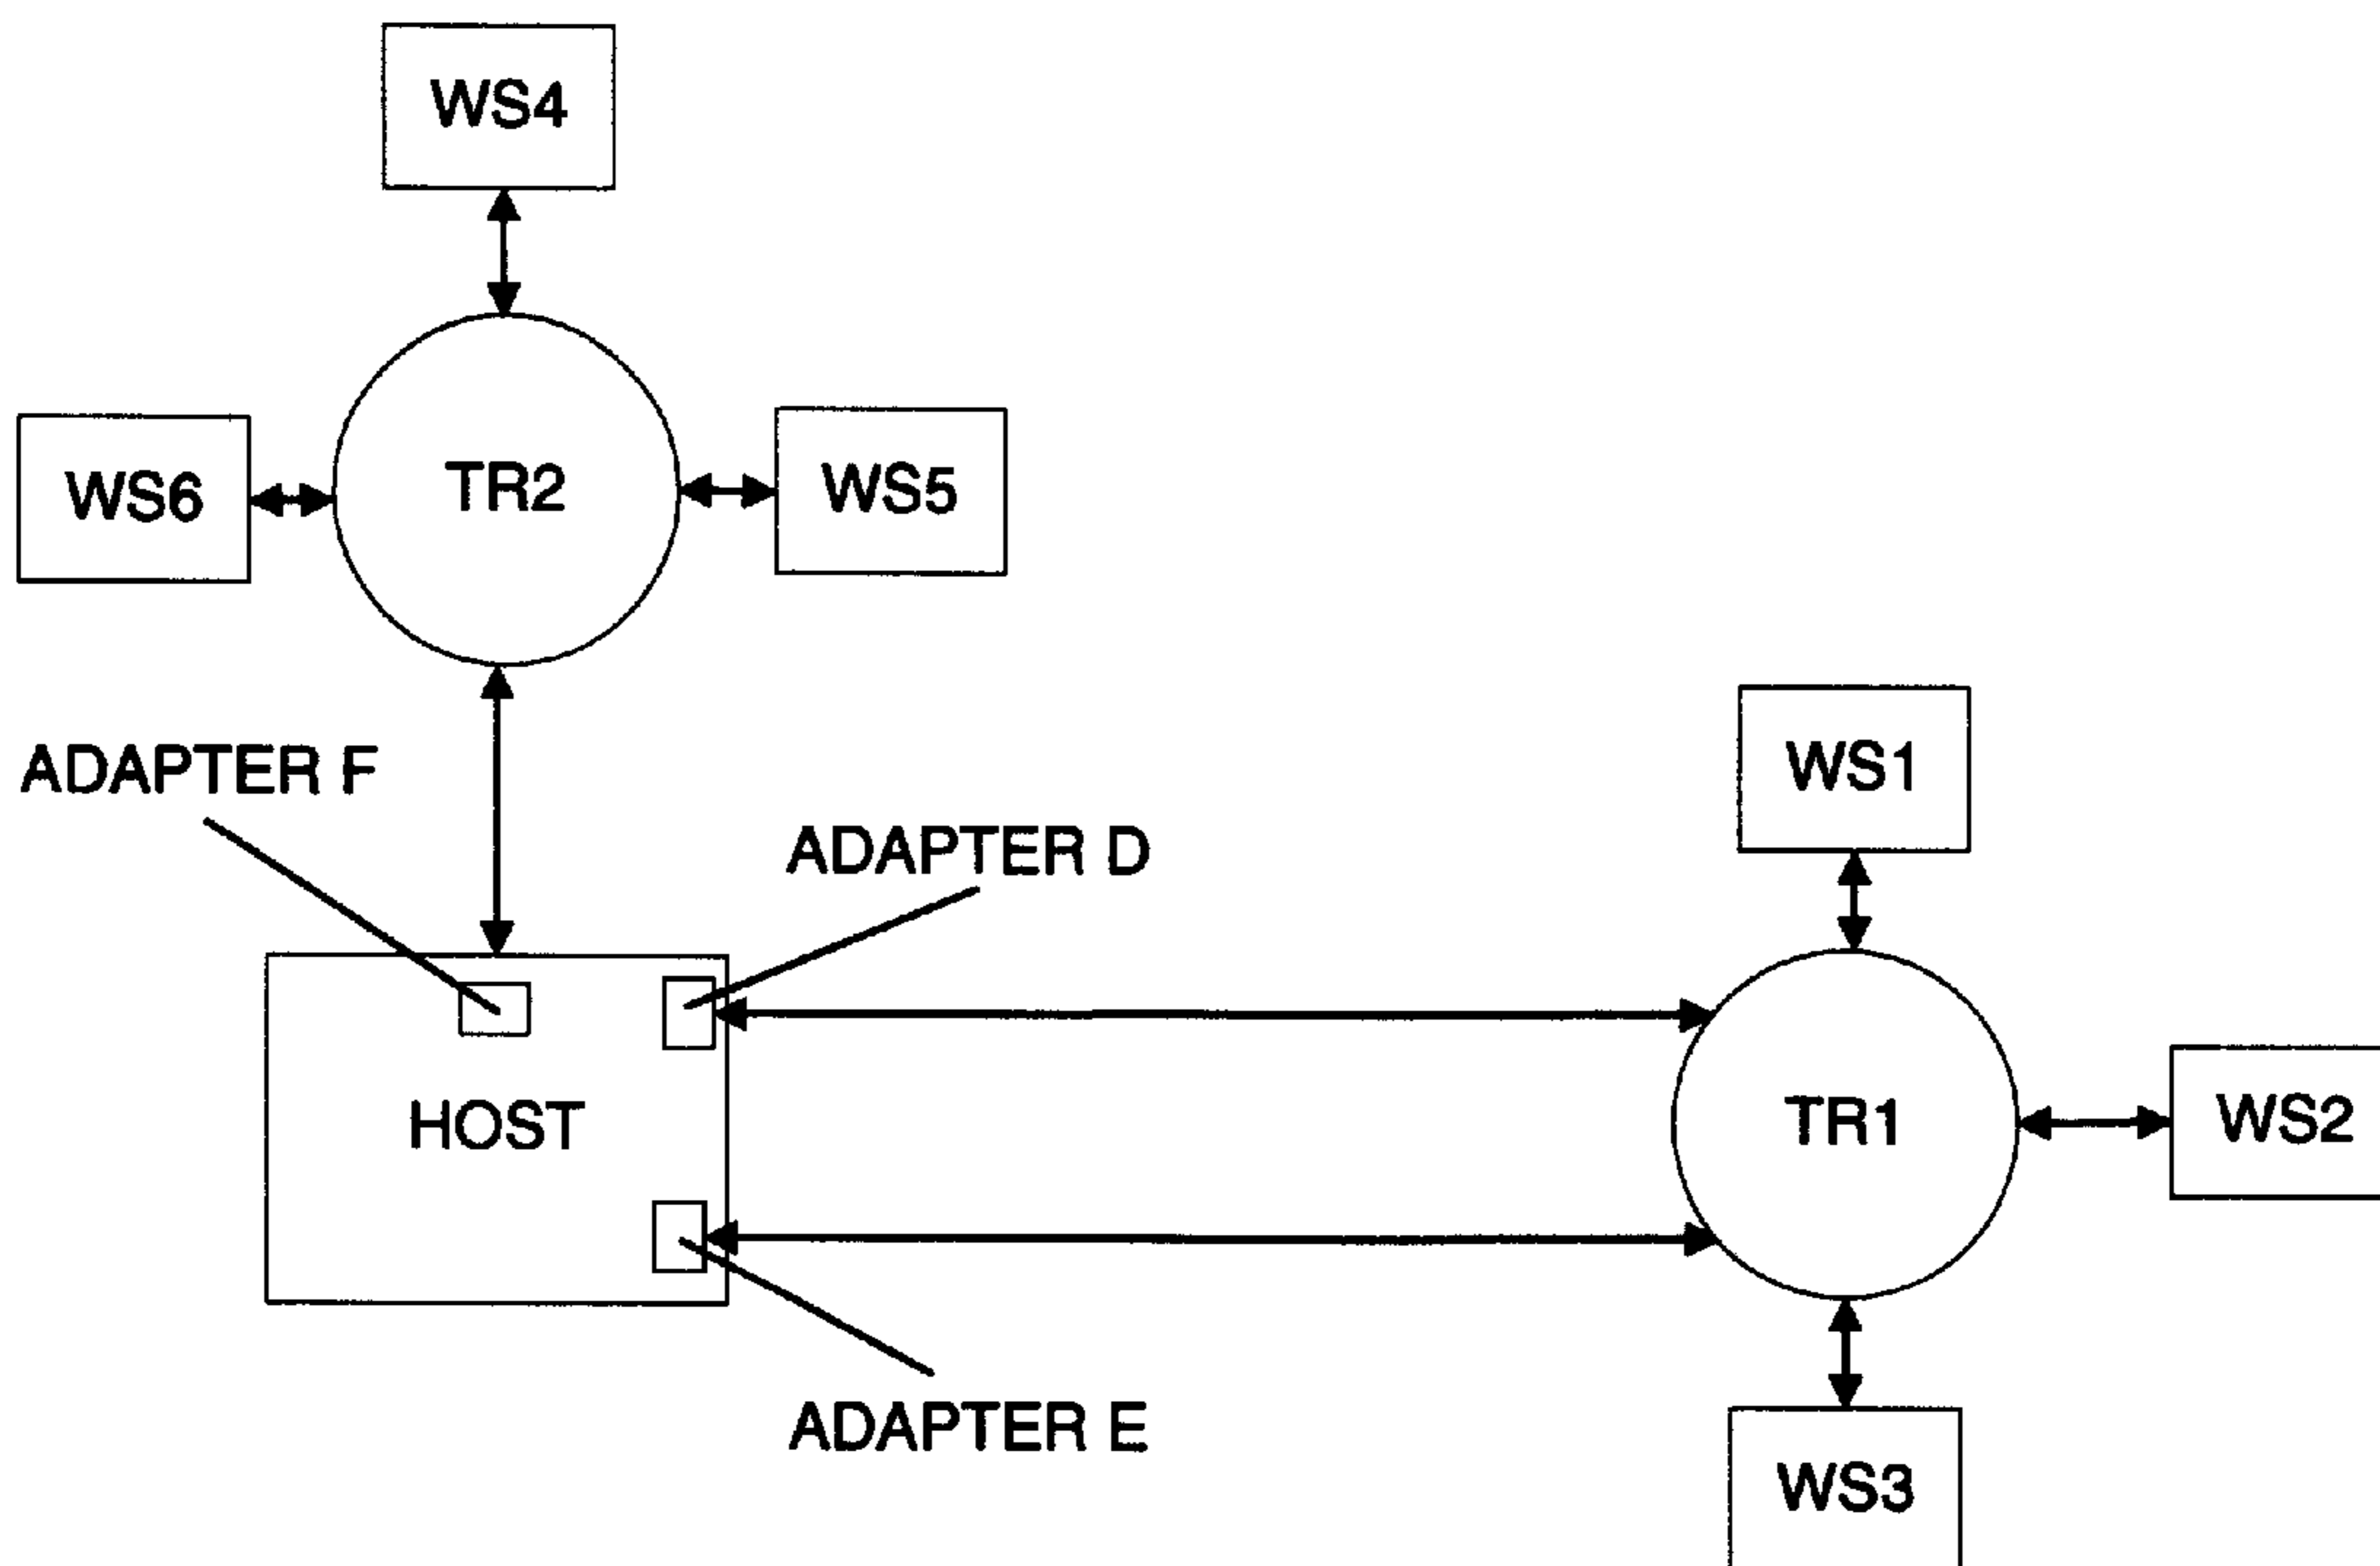 WS4
WS6
TR2
WS5
ADAPTER F
WS1
ADAPTER D
HOST
TR1
WS2
ADAPTER E
WS3